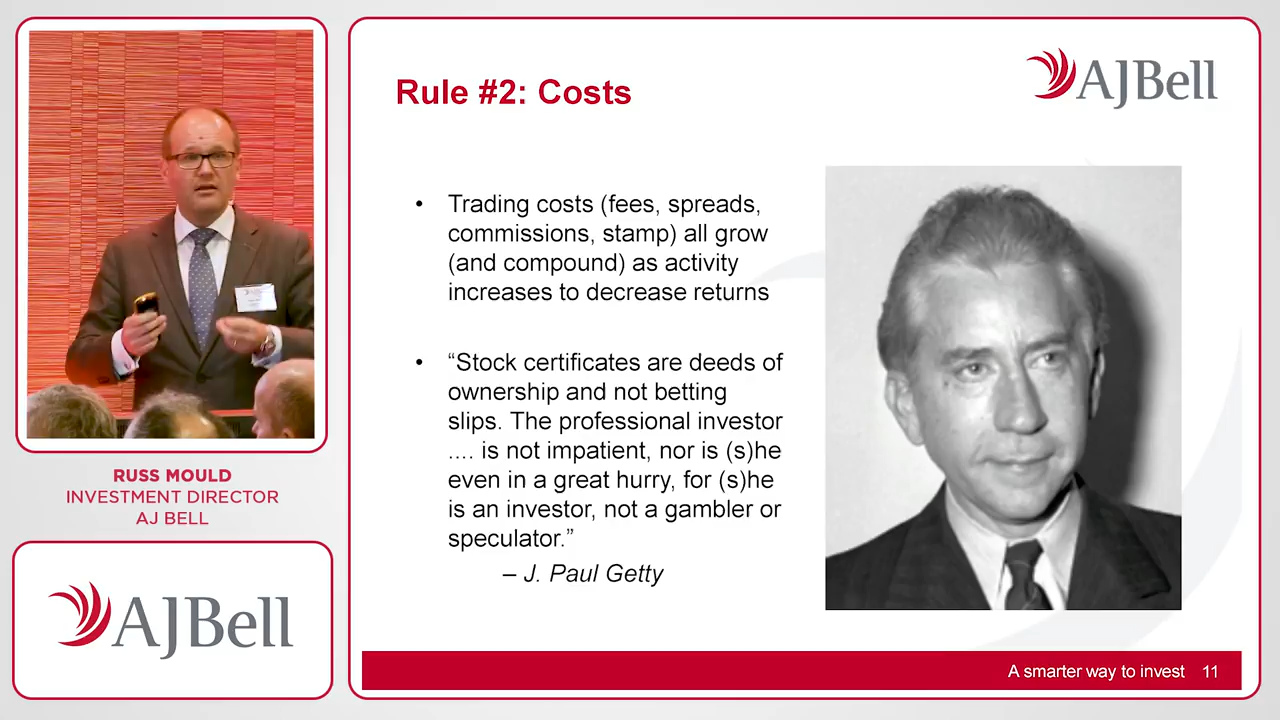 RUSS MOULD
INVESTMENT DIRECTOR
AJ BELL
AJBell
Rule #2: Costs
AJBell
• Trading costs (fees, spreads,
commissions, stamp) all grow
(and compound) as activity
increases to decrease returns
• “Stock certificates are deeds of
ownership and not betting
slips. The professional investor
.... is not impatient, nor is (s)he
even in a great hurry, for (s)he
is an investor, not a gambler or
speculator.”
– J. Paul Getty
A smarter way to invest 11